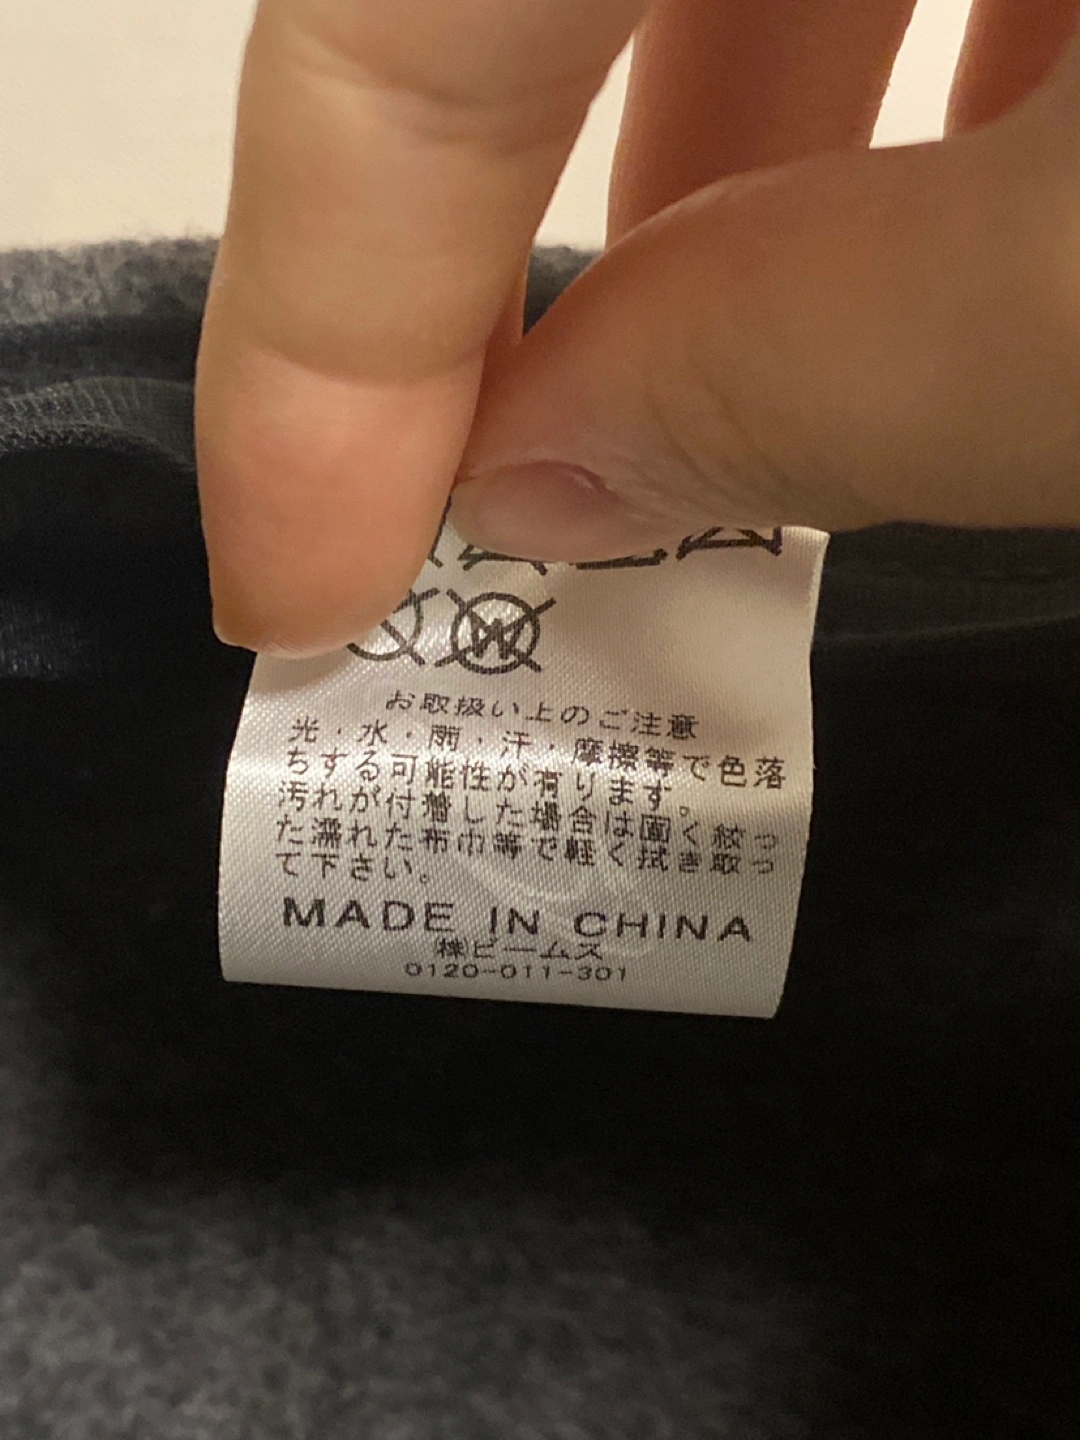 W
お取扱い上のご注意
光・水・雨・汗・摩擦等で色落
ちする可能性が有ります。
汚れが付着した場合は固く絞っ
た濡れた布巾等で軽く拭き取っ
て下さい。
MADE IN CHINA
㈱ビームス
0120-011-301